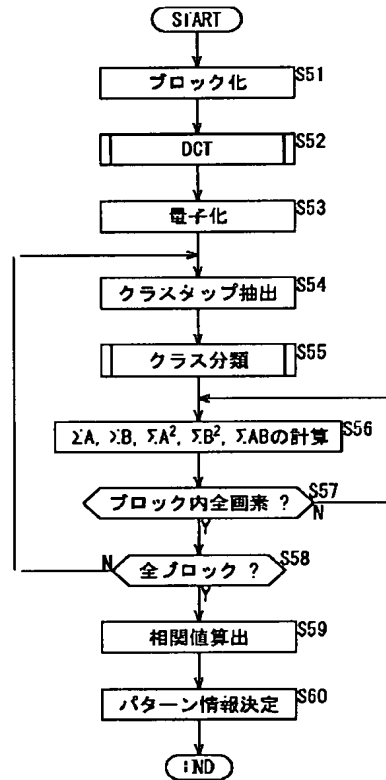 START
ブロック化 S51
DCT S52
量子化 S53
クラスタップ抽出 S54
クラス分類 S55
ΣA, ΣB, ΣA², ΣB², ΣABの計算 S56
ブロック内全画素 ? S57
N
Y
全ブロック ? S58
N
Y
相関値算出 S59
パターン情報決定 S60
END